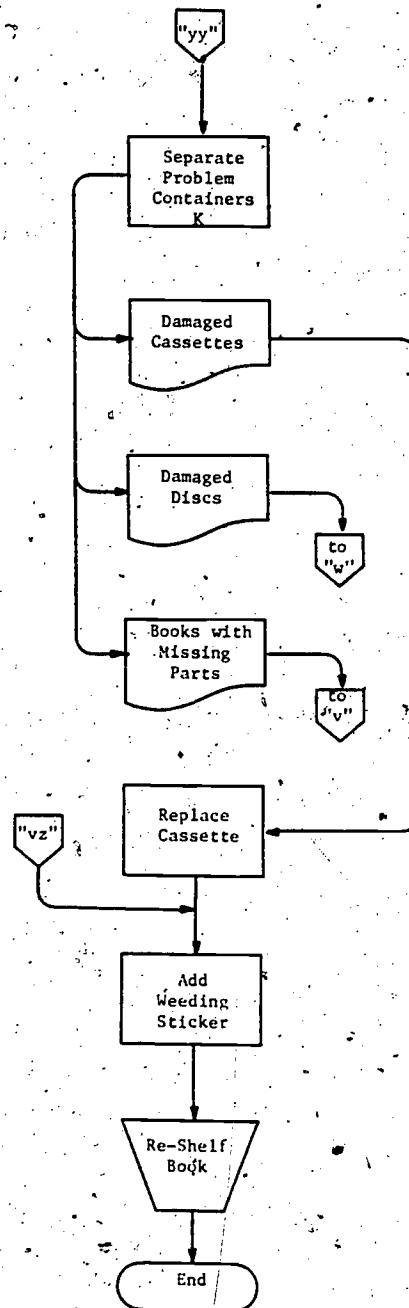 "yy"
Separate
Problem
Containers
K
Damaged
Cassettes
Damaged
Discs
to
"w"
Books with
Missing
Parts
to
"v"
Replace
Cassette
"vz"
Add
Weeding
Sticker
Re-Shelf
Book
End